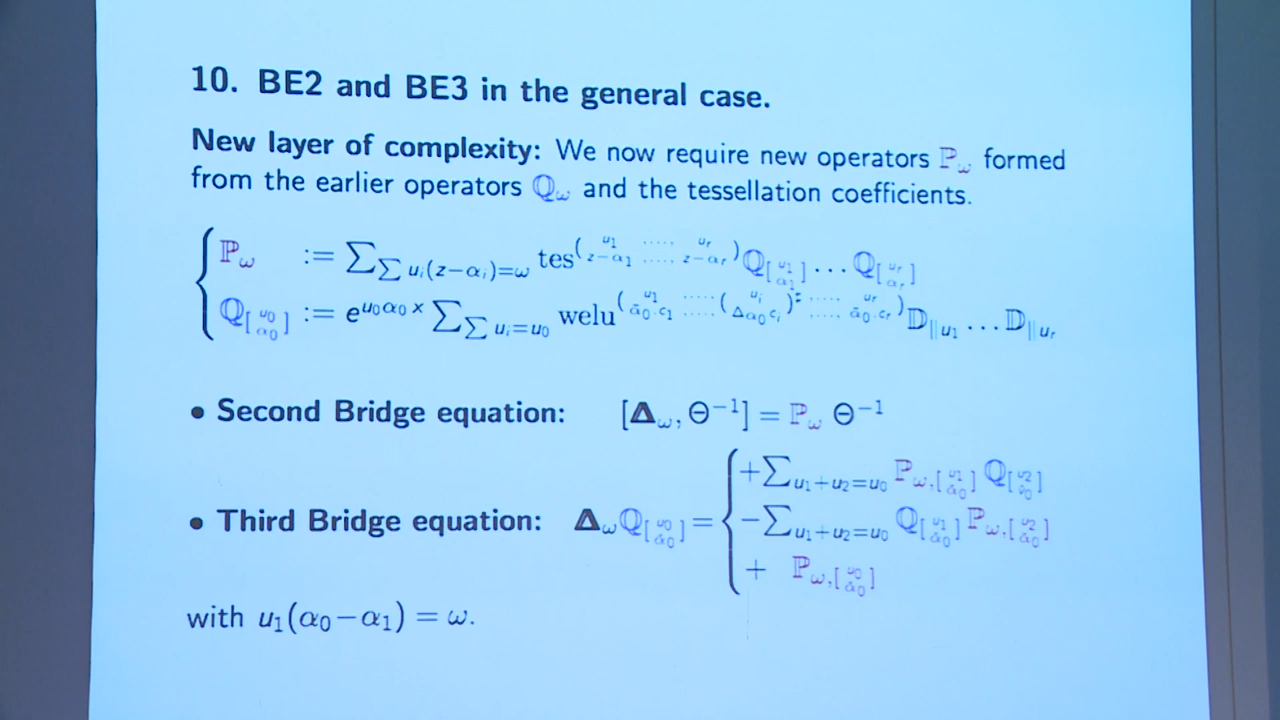 10. BE2 and BE3 in the general case.
New layer of complexity: We now require new operators ℙ_ω formed
from the earlier operators ℚ_ω and the tessellation coefficients.
ℙ_ω := ∑_{∑ u_i(z−α_i)=ω} tes^{(u_1 ..... u_r / z−α_1 ..... z−α_r)} ℚ_{[u_1 / α_1]} ... ℚ_{[u_r / α_r]}
ℚ_{[u_0 / α_0]} := e^{u_0 α_0 x} ∑_{∑ u_i=u_0} welu 𝔻_{∥u_1} ... 𝔻_{∥u_r}
• Second Bridge equation: [𝚫_ω, Θ^{−1}] = ℙ_ω Θ^{−1}
+∑_{u_1+u_2=u_0} ℙ_{ω,[u_1 / α_0]} ℚ_{[u_2 / α_0]}
• Third Bridge equation: 𝚫_ω ℚ_{[u_0 / α_0]} = −∑_{u_1+u_2=u_0} ℚ_{[u_1 / α_0]} ℙ_{ω,[u_2 / α_0]}
+ ℙ_{ω,[u_0 / α_0]}
with u_1(α_0−α_1) = ω.